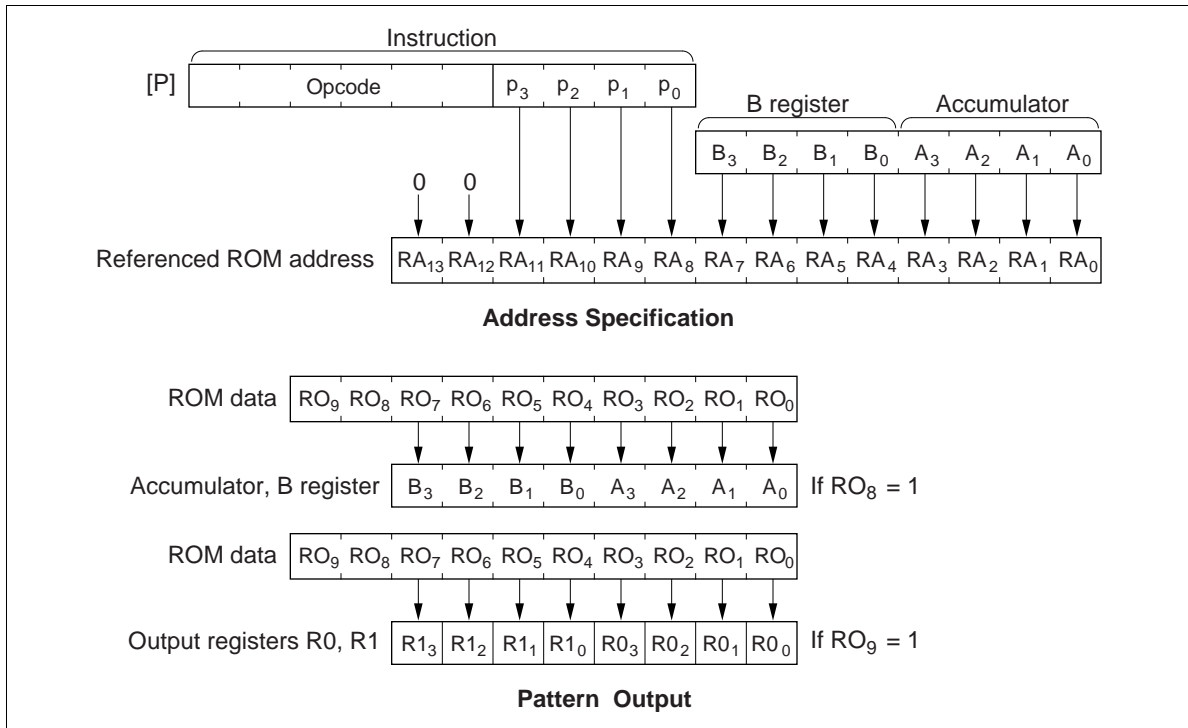 Instruction
[P] Opcode p3 p2 p1 p0
B register Accumulator
B3 B2 B1 B0 A3 A2 A1 A0
0 0
Referenced ROM address RA13 RA12 RA11 RA10 RA9 RA8 RA7 RA6 RA5 RA4 RA3 RA2 RA1 RA0
Address Specification
ROM data RO9 RO8 RO7 RO6 RO5 RO4 RO3 RO2 RO1 RO0
Accumulator, B register B3 B2 B1 B0 A3 A2 A1 A0 If RO8 = 1
ROM data RO9 RO8 RO7 RO6 RO5 RO4 RO3 RO2 RO1 RO0
Output registers R0, R1 R13 R12 R11 R10 R03 R02 R01 R00 If RO9 = 1
Pattern Output